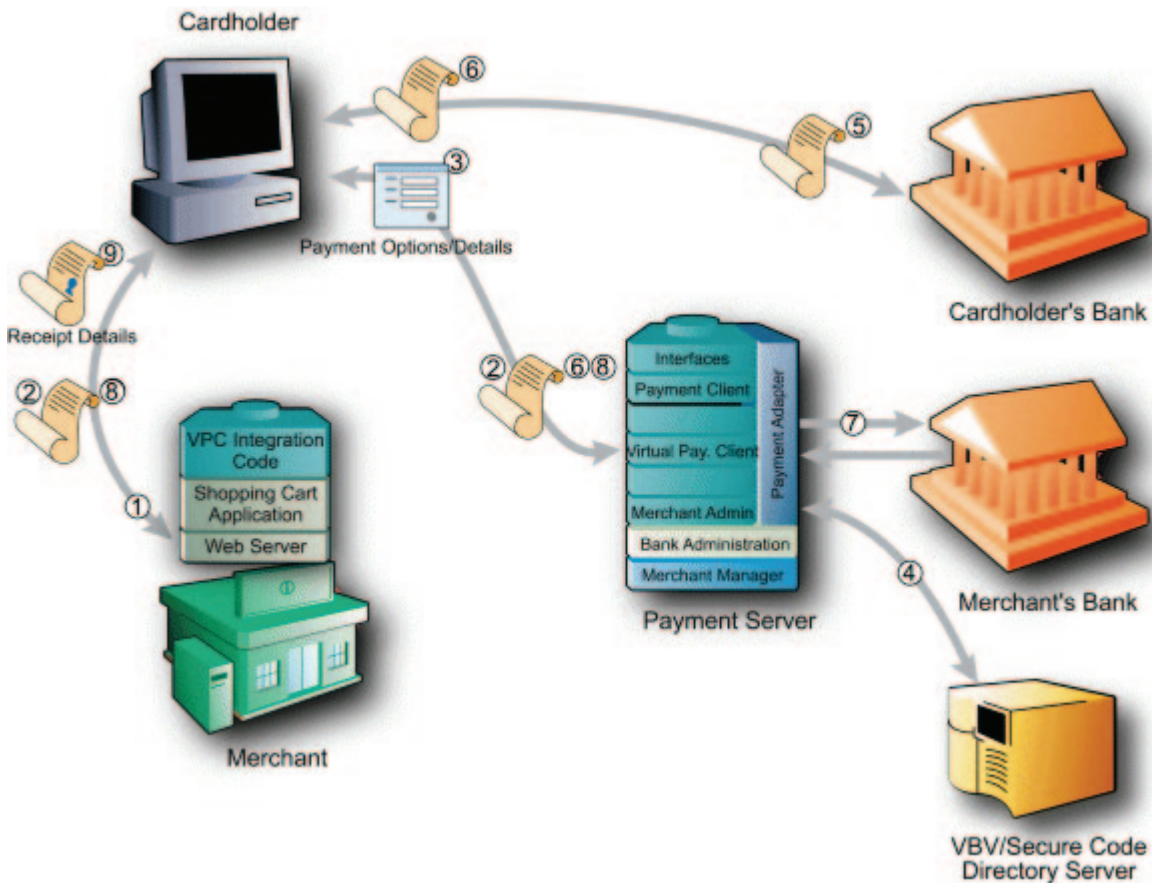 Cardholder
⑥
⑤
③
Payment Options/Details
Cardholder's Bank
⑨
Receipt Details
② ⑧
①
VPC Integration
Code
Shopping Cart
Application
Web Server
Merchant
② ⑥ ⑧
Interfaces
Payment Client
Virtual Pay. Client
Merchant Admin
Payment Adapter
Bank Administration
Merchant Manager
Payment Server
⑦
Merchant's Bank
④
VBV/Secure Code
Directory Server